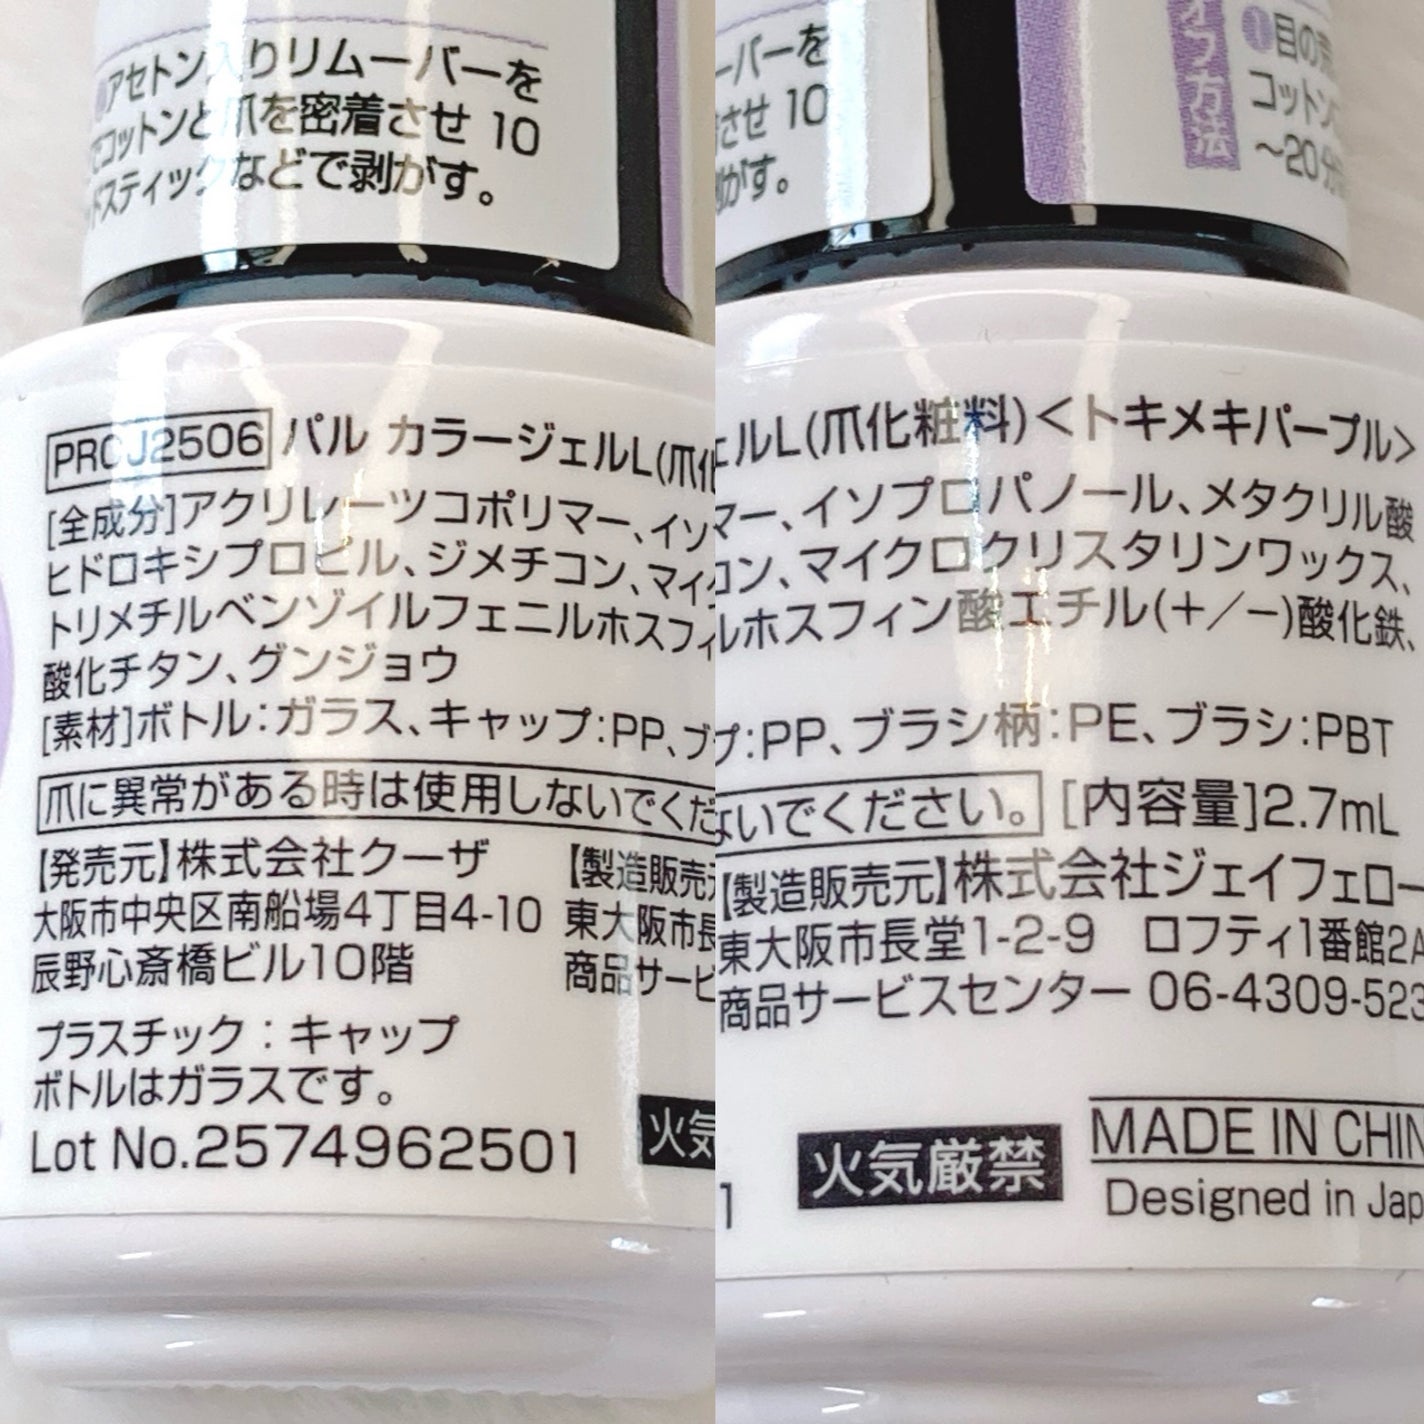 アセトン入りリムーバーを
コットンと爪を密着させ 10
ドスティックなどで剥がす。
PRCJ2506 パル カラージェルL(爪化
[全成分]アクリレーツコポリマー、イソ
ヒドロキシプロピル、ジメチコン、マイク
トリメチルベンゾイルフェニルホスフィ
酸化チタン、グンジョウ
[素材]ボトル:ガラス、キャップ:PP、ブ
爪に異常がある時は使用しないでくだ
【発売元】株式会社クーザ
大阪市中央区南船場4丁目4-10
辰野心斎橋ビル10階
【製造販売元
東大阪市長
商品サービ
プラスチック:キャップ
ボトルはガラスです。
Lot No.2574962501
火気
ーバーを
させ 10
がす。
オフ方法
1 目の荒
コットン
～20分
ェルL(爪化粧料)<トキメキパープル>
マー、イソプロパノール、メタクリル酸
コン、マイクロクリスタリンワックス、
ルホスフィン酸エチル(+/-)酸化鉄、
プ:PP、ブラシ柄:PE、ブラシ:PBT
ないでください。 [内容量]2.7mL
【製造販売元】株式会社ジェイフェロー
東大阪市長堂1-2-9 ロフティ1番館2A
商品サービスセンター 06-4309-523
1
火気厳禁
MADE IN CHIN
Designed in Jap